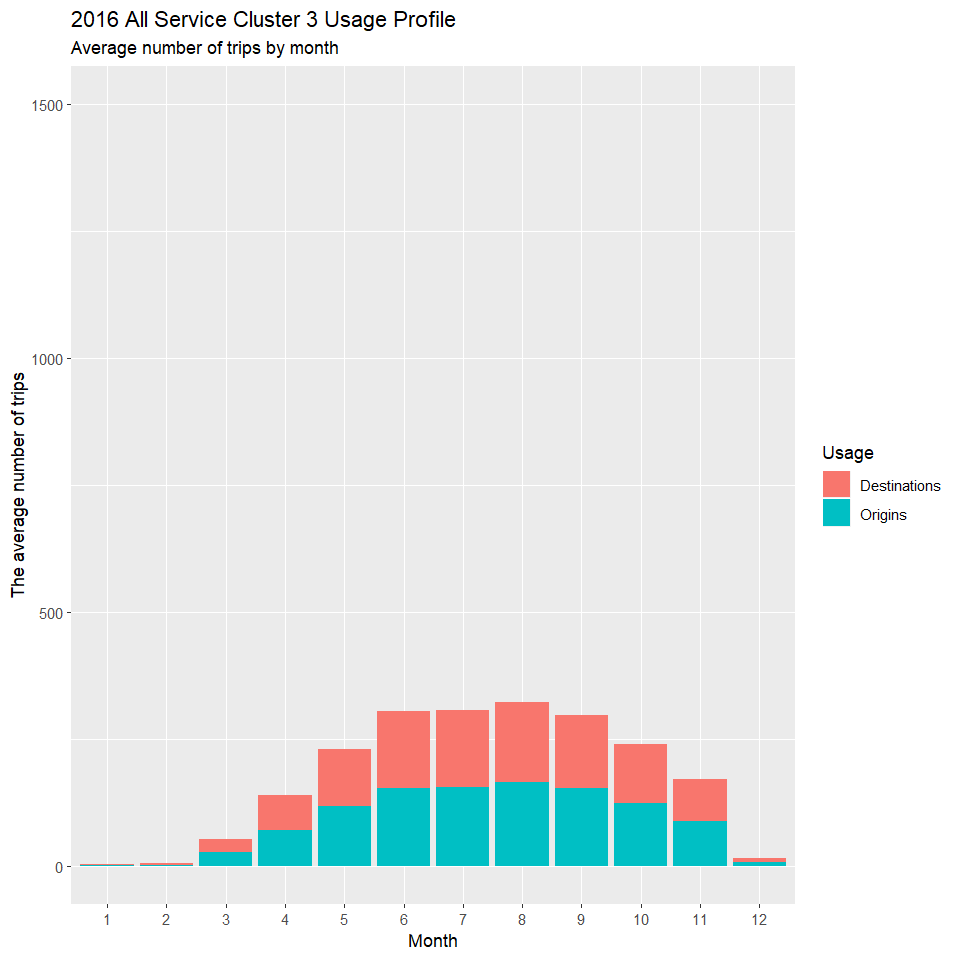 2016 All Service Cluster 3 Usage Profile
Average number of trips by month
The average number of trips
1500
1000
500
0
1 2 3 4 5 6 7 8 9 10 11 12
Month
Usage
Destinations
Origins